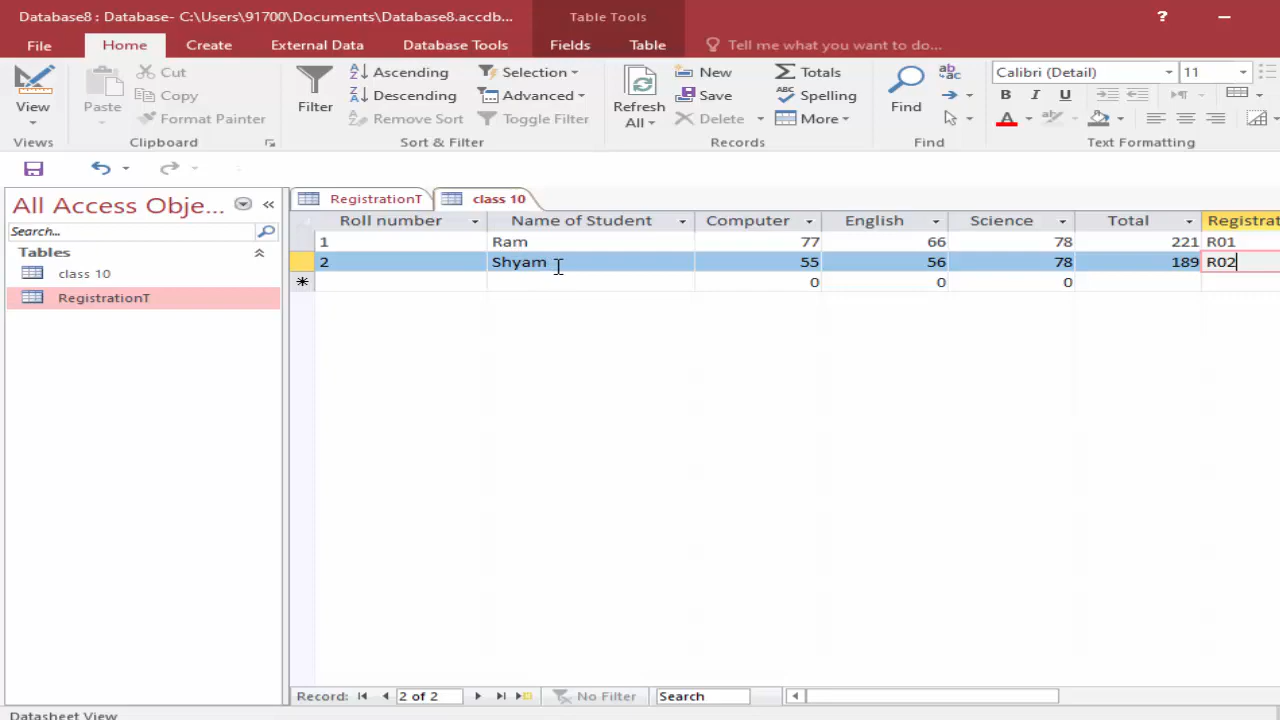 Database8 : Database- C:\Users\91700\Documents\Database8.accdb... Table Tools ?
File Home Create External Data Database Tools Fields Table Tell me what you want to do...
View Paste Cut Copy Format Painter Filter Ascending Descending Remove Sort Selection Advanced Toggle Filter Refresh All New Save Delete Totals Spelling More Find Calibri (Detail) 11 B I U A
Views Clipboard Sort & Filter Records Find Text Formatting
All Access Obje... «
Search...
Tables
class 10
RegistrationT
RegistrationT class 10
Roll number Name of Student Computer English Science Total Registrat
1 Ram 77 66 78 221 R01
2 Shyam 55 56 78 189 R02
* 0 0 0
Record: 2 of 2 No Filter Search
Datasheet View